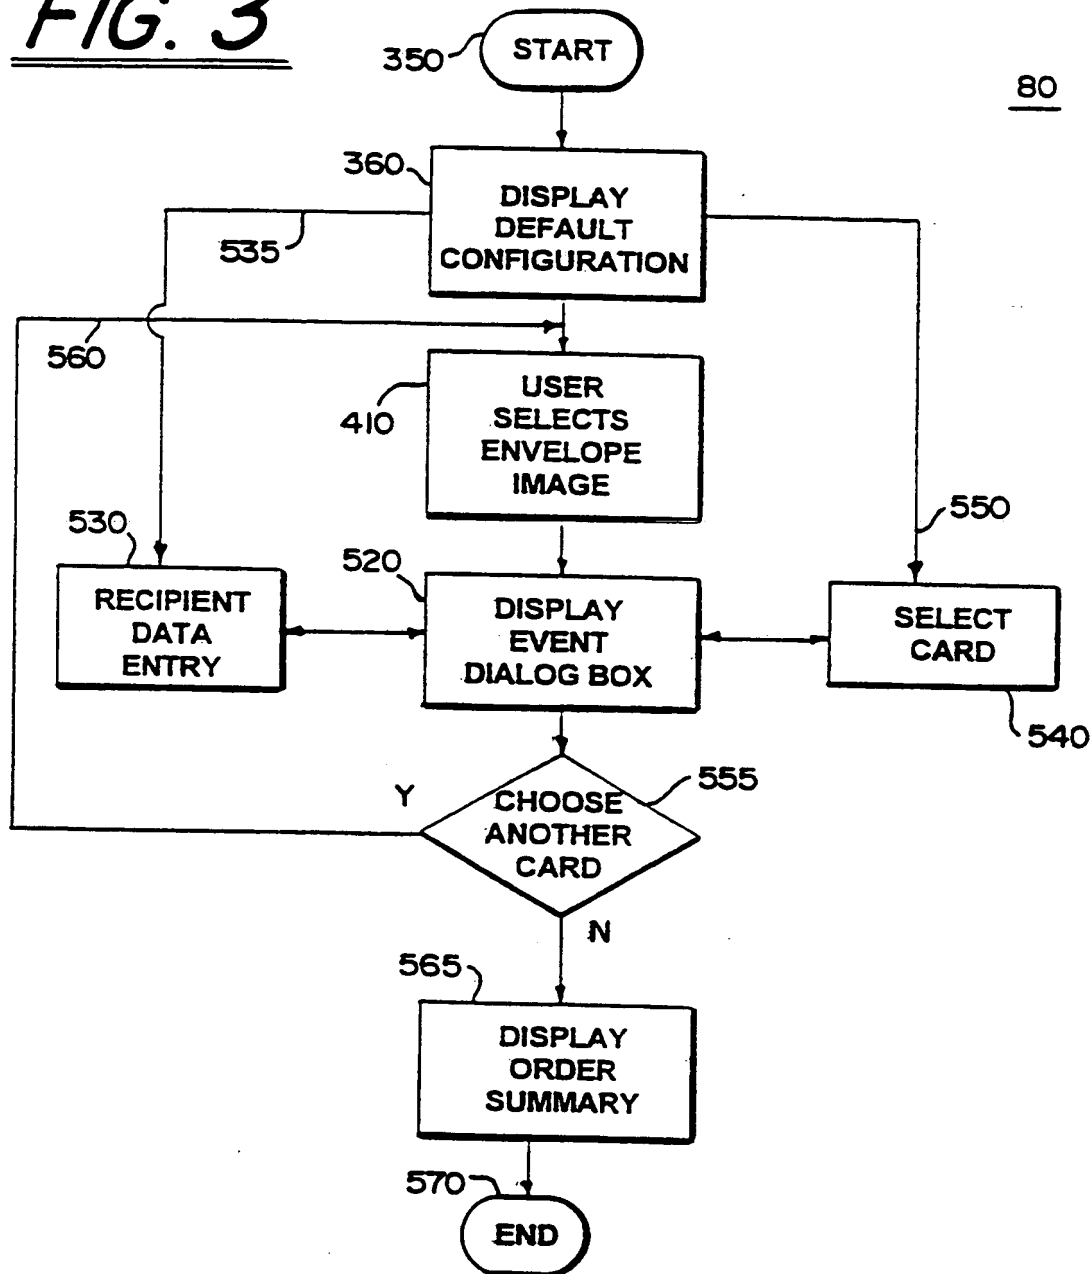 FIG. 3
350
START
80
360
DISPLAY
DEFAULT
CONFIGURATION
535
560
410
USER
SELECTS
ENVELOPE
IMAGE
550
530
RECIPIENT
DATA
ENTRY
520
DISPLAY
EVENT
DIALOG BOX
SELECT
CARD
540
Y
CHOOSE
ANOTHER
CARD
555
N
565
DISPLAY
ORDER
SUMMARY
570
END